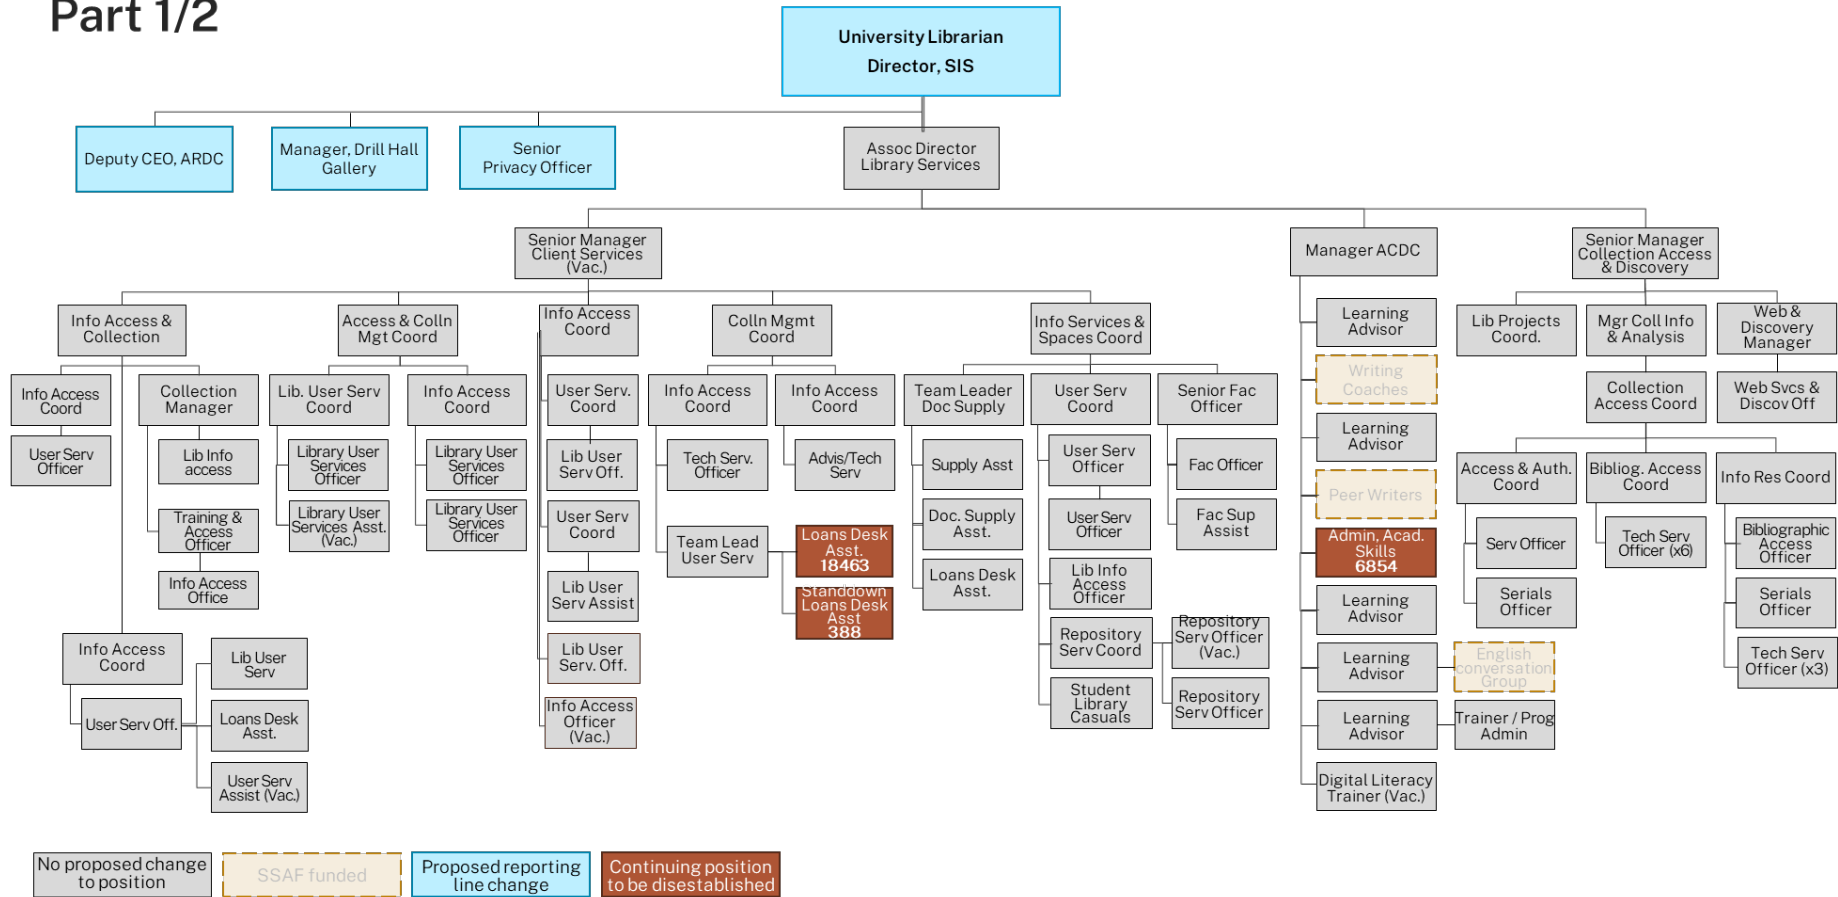 Part 1/2
University Librarian
Director, SIS
Deputy CEO, ARDC
Manager, Drill Hall
Gallery
Senior
Privacy Officer
Assoc Director
Library Services
Senior Manager
Client Services
(Vac.)
Manager ACDC
Senior Manager
Collection Access
& Discovery
Info Access &
Collection
Access & Colln
Mgt Coord
Info Access
Coord
Colln Mgmt
Coord
Info Services &
Spaces Coord
Info Access
Coord
User Serv
Officer
Collection
Manager
Lib Info
access
Training &
Access
Officer
Info Access
Office
Info Access
Coord
User Serv Off.
Lib User
Serv
Loans Desk
Asst.
User Serv
Assist (Vac.)
Lib. User Serv
Coord
Library User
Services
Officer
Library User
Services Asst.
(Vac.)
Info Access
Coord
Library User
Services
Officer
Library User
Services
Officer
User Serv.
Coord
Lib User
Serv Off.
User Serv
Coord
Lib User
Serv Assist
Lib User
Serv. Off.
Info Access
Officer
(Vac.)
Info Access
Coord
Tech Serv.
Officer
Team Lead
User Serv
Loans Desk
Asst.
18463
Standdown
Loans Desk
Asst
388
Info Access
Coord
Advis/Tech
Serv
Team Leader
Doc Supply
Supply Asst
Doc. Supply
Asst.
Loans Desk
Asst.
User Serv
Coord
User Serv
Officer
User Serv
Officer
Lib Info
Access
Officer
Repository
Serv Coord
Student
Library
Casuals
Repository
Serv Officer
(Vac.)
Repository
Serv Officer
Senior Fac
Officer
Fac Officer
Fac Sup
Assist
Learning
Advisor
Writing
Coaches
Learning
Advisor
Peer Writers
Admin, Acad.
Skills
6854
Learning
Advisor
Learning
Advisor
English
conversation
Group
Learning
Advisor
Trainer / Prog
Admin
Digital Literacy
Trainer (Vac.)
Lib Projects
Coord.
Mgr Coll Info
& Analysis
Web &
Discovery
Manager
Collection
Access Coord
Web Svcs &
Discov Off
Access & Auth.
Coord
Serv Officer
Serials
Officer
Bibliog. Access
Coord
Tech Serv
Officer (x6)
Info Res Coord
Bibliographic
Access
Officer
Serials
Officer
Tech Serv
Officer (x3)
No proposed change
to position
SSAF funded
Proposed reporting
line change
Continuing position
to be disestablished